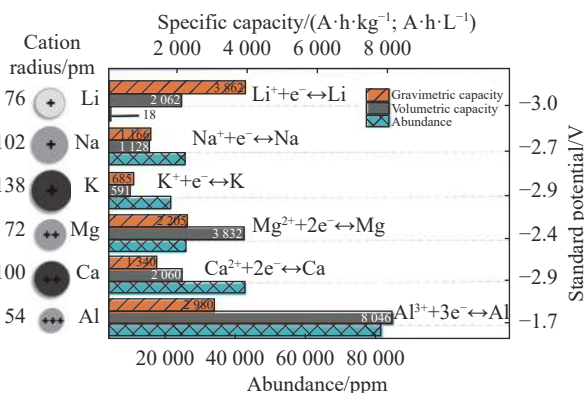 Specific capacity/(A·h·kg⁻¹; A·h·L⁻¹)
Cation radius/pm
2 000 4 000 6 000 8 000
76 + Li 3 862 Li⁺+e⁻↔Li
2 062
18
Gravimetric capacity
Volumetric capacity
Abundance
−3.0
102 + Na 1 166 Na⁺+e⁻↔Na
1 128
−2.7
138 + K 685 K⁺+e⁻↔K
591
−2.9
72 ++ Mg 2 205 Mg²⁺+2e⁻↔Mg
3 832
−2.4
100 ++ Ca 1 340 Ca²⁺+2e⁻↔Ca
2 060
−2.9
54 +++ Al 2 980 Al³⁺+3e⁻↔Al
8 046
−1.7
Standard potential/V
20 000 40 000 60 000 80 000
Abundance/ppm